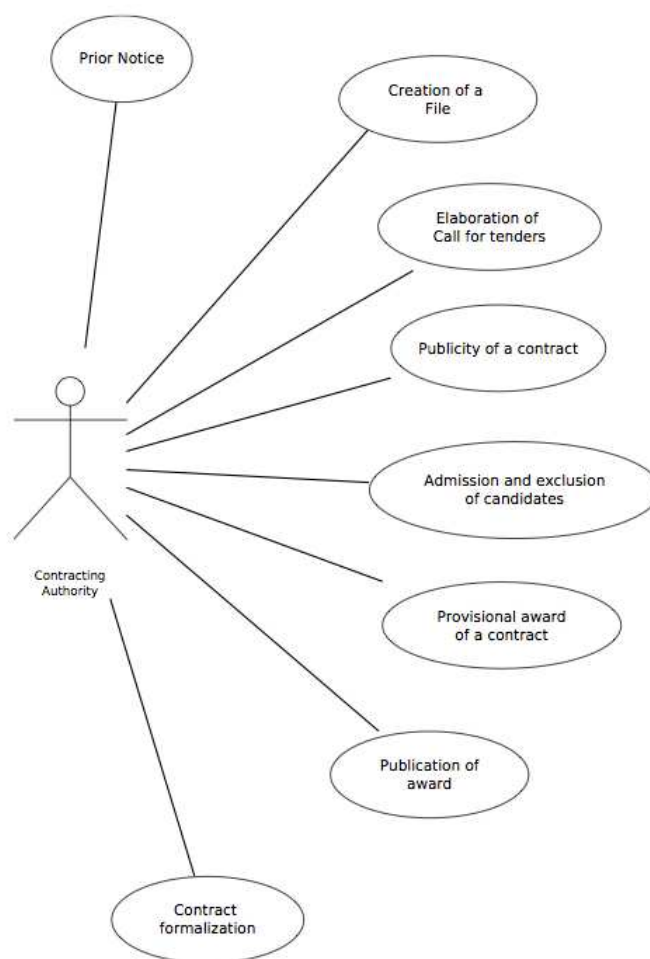 Prior Notice
Creation of a
File
Elaboration of
Call for tenders
Publicity of a contract
Admission and exclusion
of candidates
Contracting
Authority
Provisional award
of a contract
Publication of
award
Contract
formalization